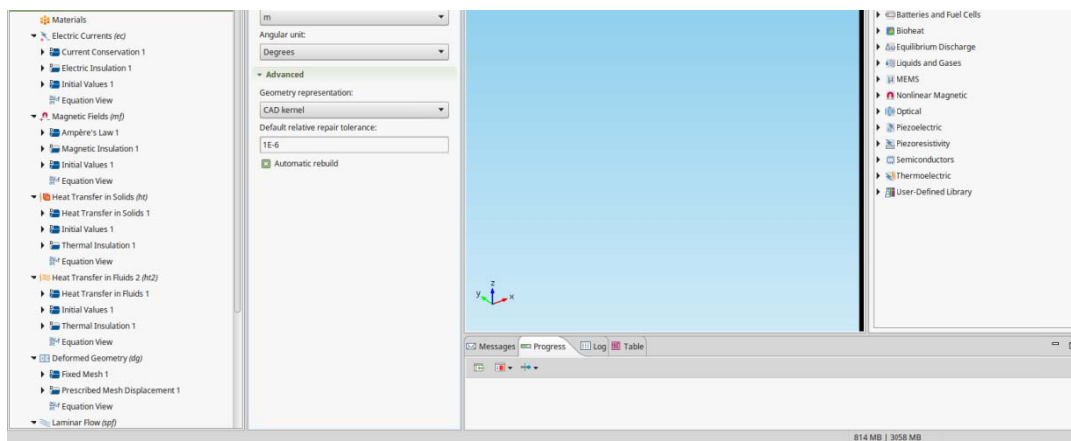 Materials
Electric Currents (ec)
Current Conservation 1
Electric Insulation 1
Initial Values 1
Equation View
Magnetic Fields (mf)
Ampère's Law 1
Magnetic Insulation 1
Initial Values 1
Equation View
Heat Transfer in Solids (ht)
Heat Transfer in Solids 1
Initial Values 1
Thermal Insulation 1
Equation View
Heat Transfer in Fluids 2 (ht2)
Heat Transfer in Fluids 1
Initial Values 1
Thermal Insulation 1
Equation View
Deformed Geometry (dg)
Fixed Mesh 1
Prescribed Mesh Displacement 1
Equation View
Laminar Flow (spf)
m
Angular unit:
Degrees
Advanced
Geometry representation:
CAD kernel
Default relative repair tolerance:
1E-6
Automatic rebuild
z
y x
Messages Progress Log Table
Batteries and Fuel Cells
Bioheat
Equilibrium Discharge
Liquids and Gases
MEMS
Nonlinear Magnetic
Optical
Piezoelectric
Piezoresistivity
Semiconductors
Thermoelectric
User-Defined Library
814 MB | 3058 MB